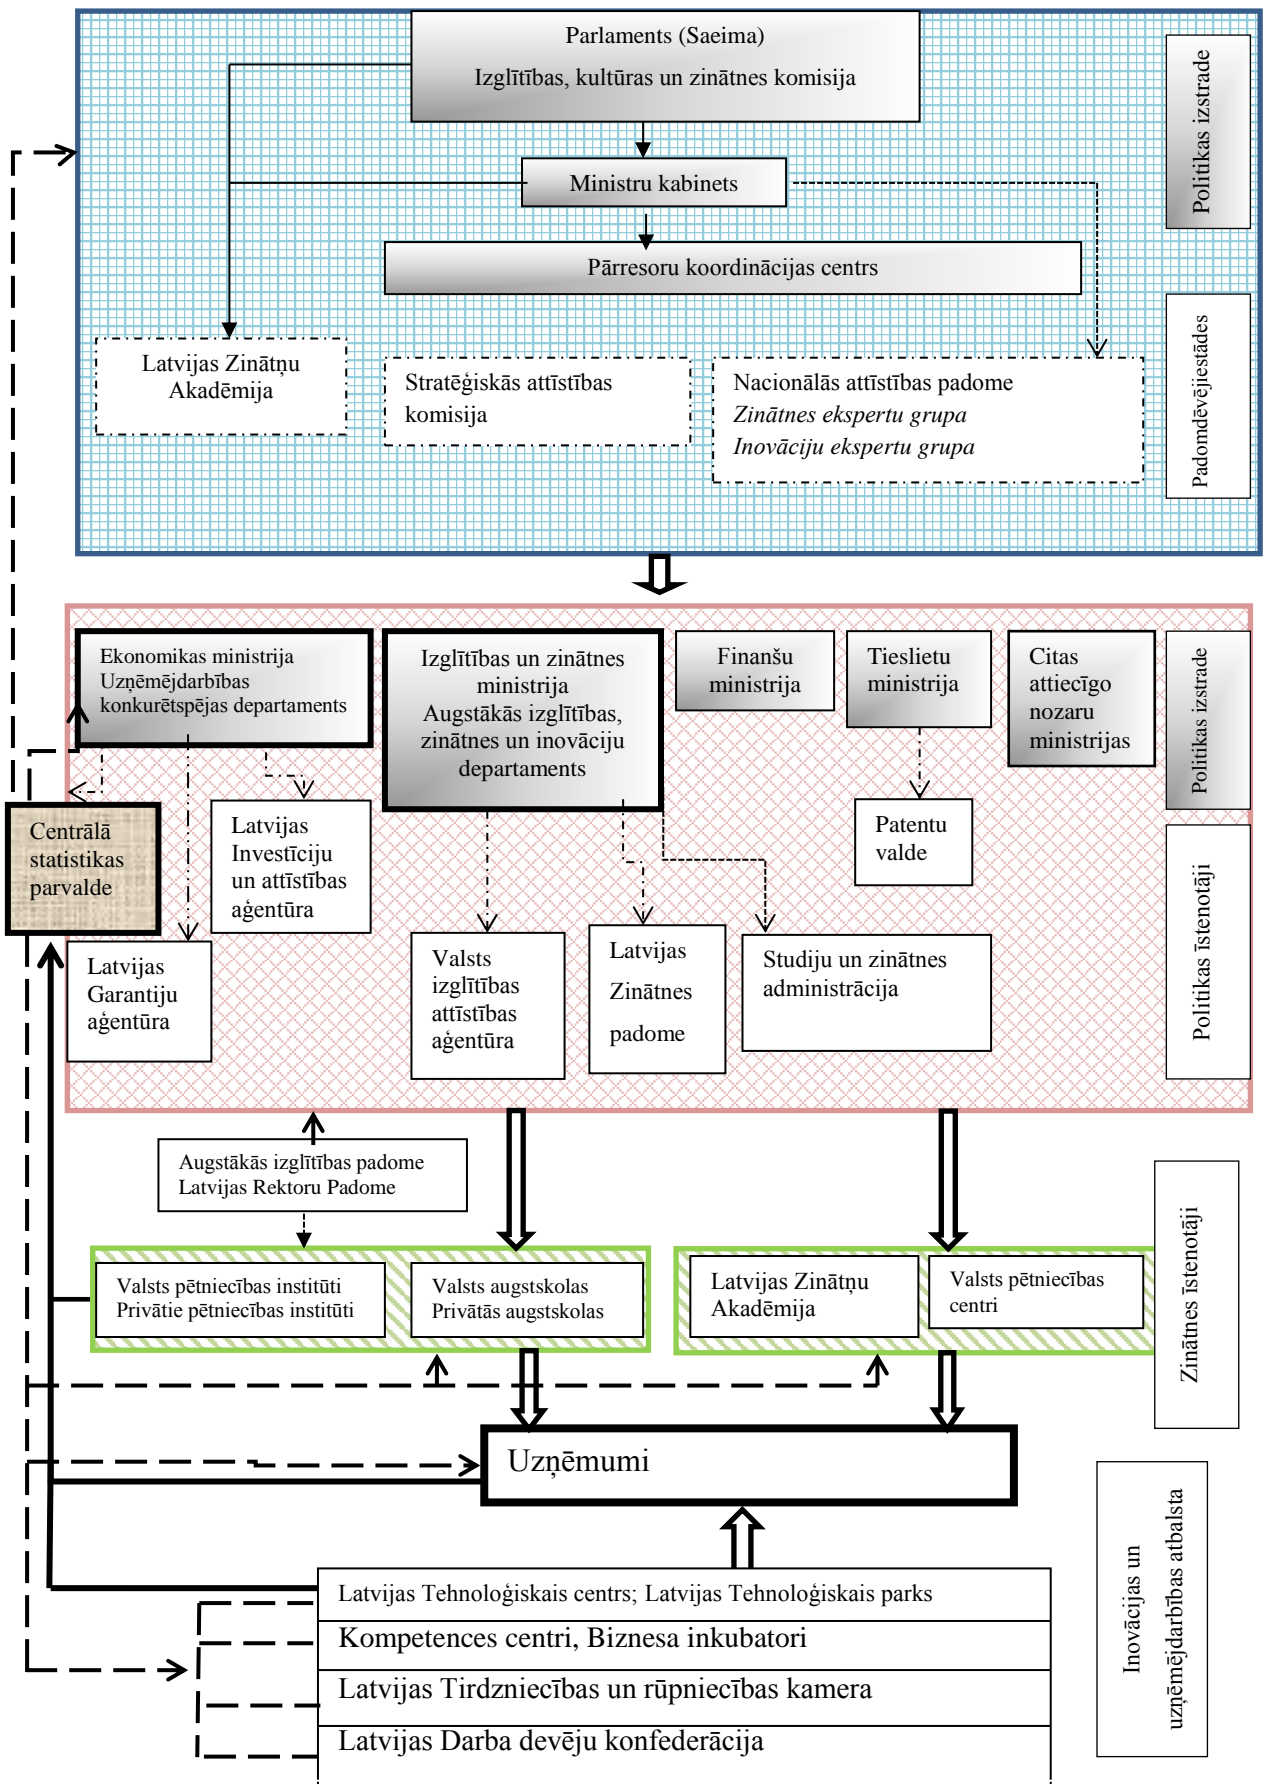 Parlaments (Saeima)
Izglītības, kultūras un zinātnes komisija
Politikas izstrade
Ministru kabinets
Pārresoru koordinācijas centrs
Padomdēvējiestādes
Latvijas Zinātņu
Akadēmija
Stratēģiskās attīstības
komisija
Nacionālās attīstības padome
Zinātnes ekspertu grupa
Inovāciju ekspertu grupa
Ekonomikas ministrija
Uzņēmējdarbības
konkurētspējas departaments
Izglītības un zinātnes
ministrija
Augstākās izglītības,
zinātnes un inovāciju
departaments
Finanšu
ministrija
Tieslietu
ministrija
Citas
attiecīgo
nozaru
ministrijas
Politikas izstrade
Centrālā
statistikas
parvalde
Latvijas
Investīciju
un attīstības
aģentūra
Patentu
valde
Politikas īstenotāji
Latvijas
Garantiju
aģentūra
Valsts
izglītības
attīstības
aģentūra
Latvijas
Zinātnes
padome
Studiju un zinātnes
administrācija
Augstākās izglītības padome
Latvijas Rektoru Padome
Zinātnes īstenotāji
Valsts pētniecības institūti
Privātie pētniecības institūti
Valsts augstskolas
Privātās augstskolas
Latvijas Zinātņu
Akadēmija
Valsts pētniecības
centri
Uzņēmumi
Inovācijas un
uzņēmējdarbības atbalsta
Latvijas Tehnoloģiskais centrs; Latvijas Tehnoloģiskais parks
Kompetences centri, Biznesa inkubatori
Latvijas Tirdzniecības un rūpniecības kamera
Latvijas Darba devēju konfederācija